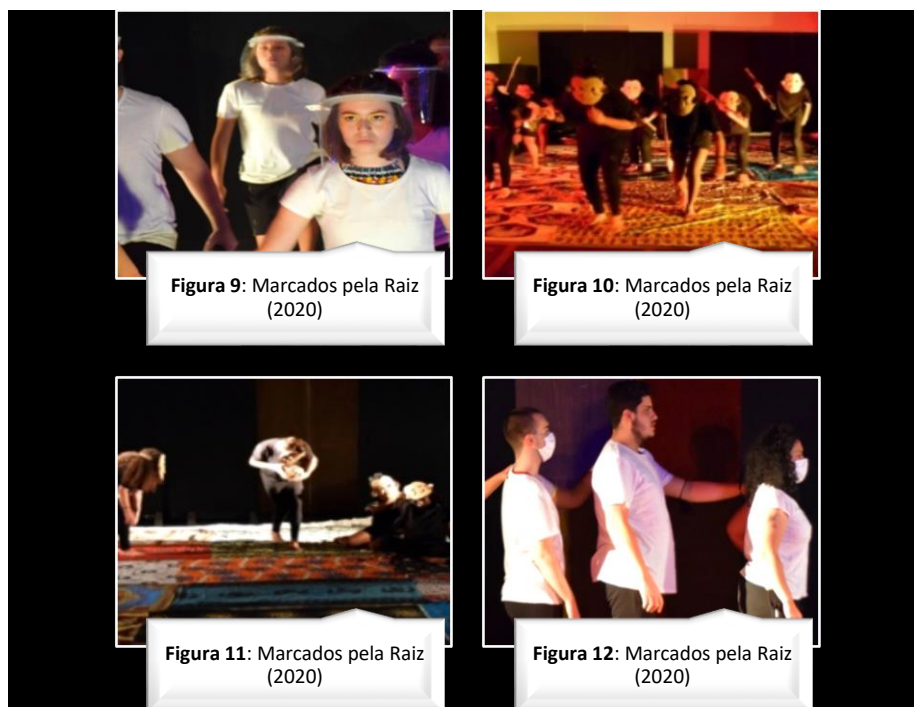 Figura 9: Marcados pela Raiz
(2020)
Figura 10: Marcados pela Raiz
(2020)
Figura 11: Marcados pela Raiz
(2020)
Figura 12: Marcados pela Raiz
(2020)